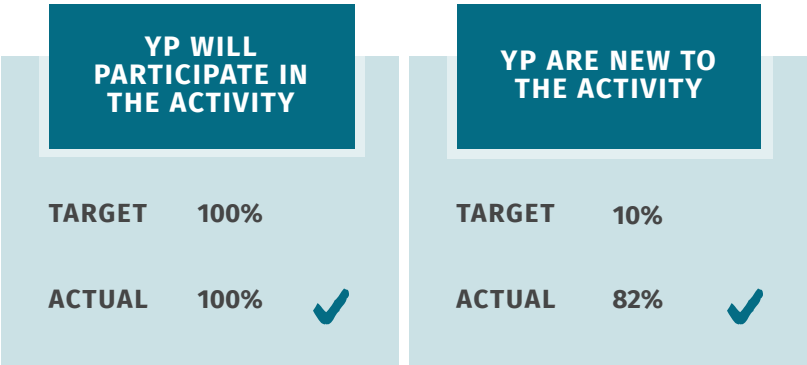 YP WILL
PARTICIPATE IN
THE ACTIVITY
TARGET 100%
ACTUAL 100%
YP ARE NEW TO
THE ACTIVITY
TARGET 10%
ACTUAL 82%